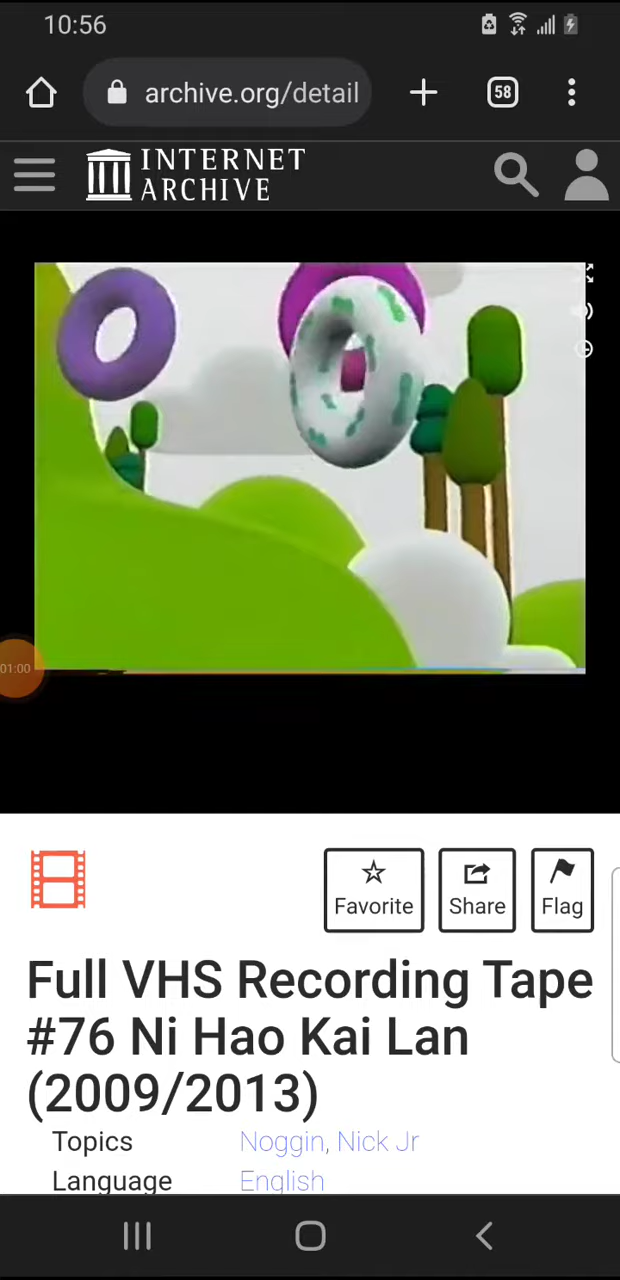 10:56
archive.org/detail
58
INTERNET
ARCHIVE
01:00
Favorite
Share
Flag
Full VHS Recording Tape
#76 Ni Hao Kai Lan
(2009/2013)
Topics Noggin, Nick Jr
Language English